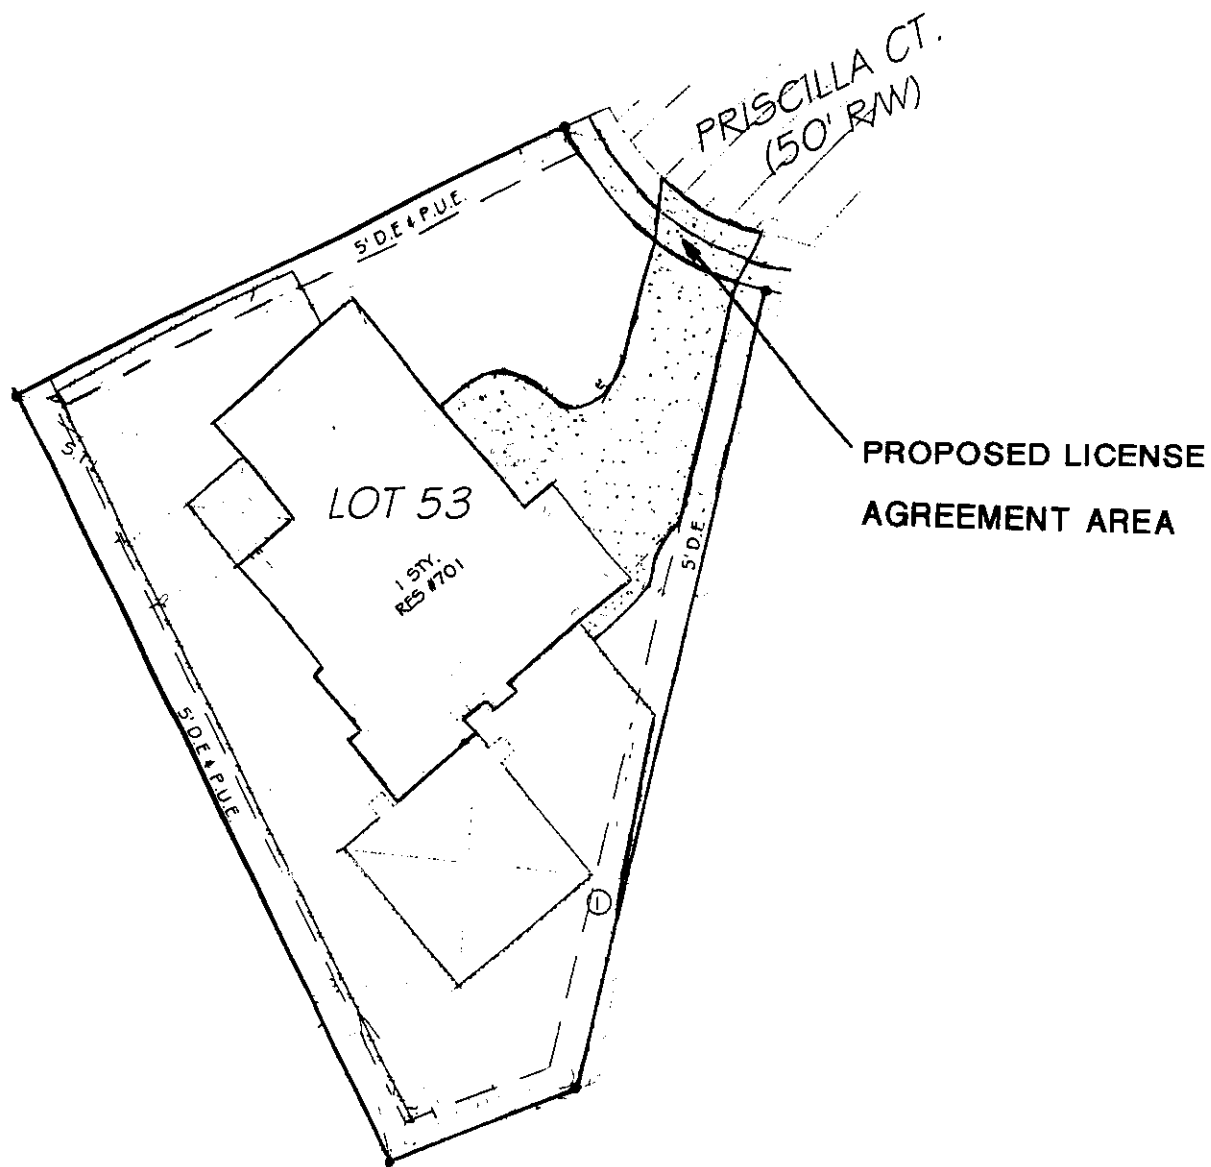 PRISCILLA CT.
(50' R/W)
5' D.E & P.U.E.
PROPOSED LICENSE
AGREEMENT AREA
LOT 53
1 STY.
RES #701
5' D.E
5' D.E & P.U.E.
1